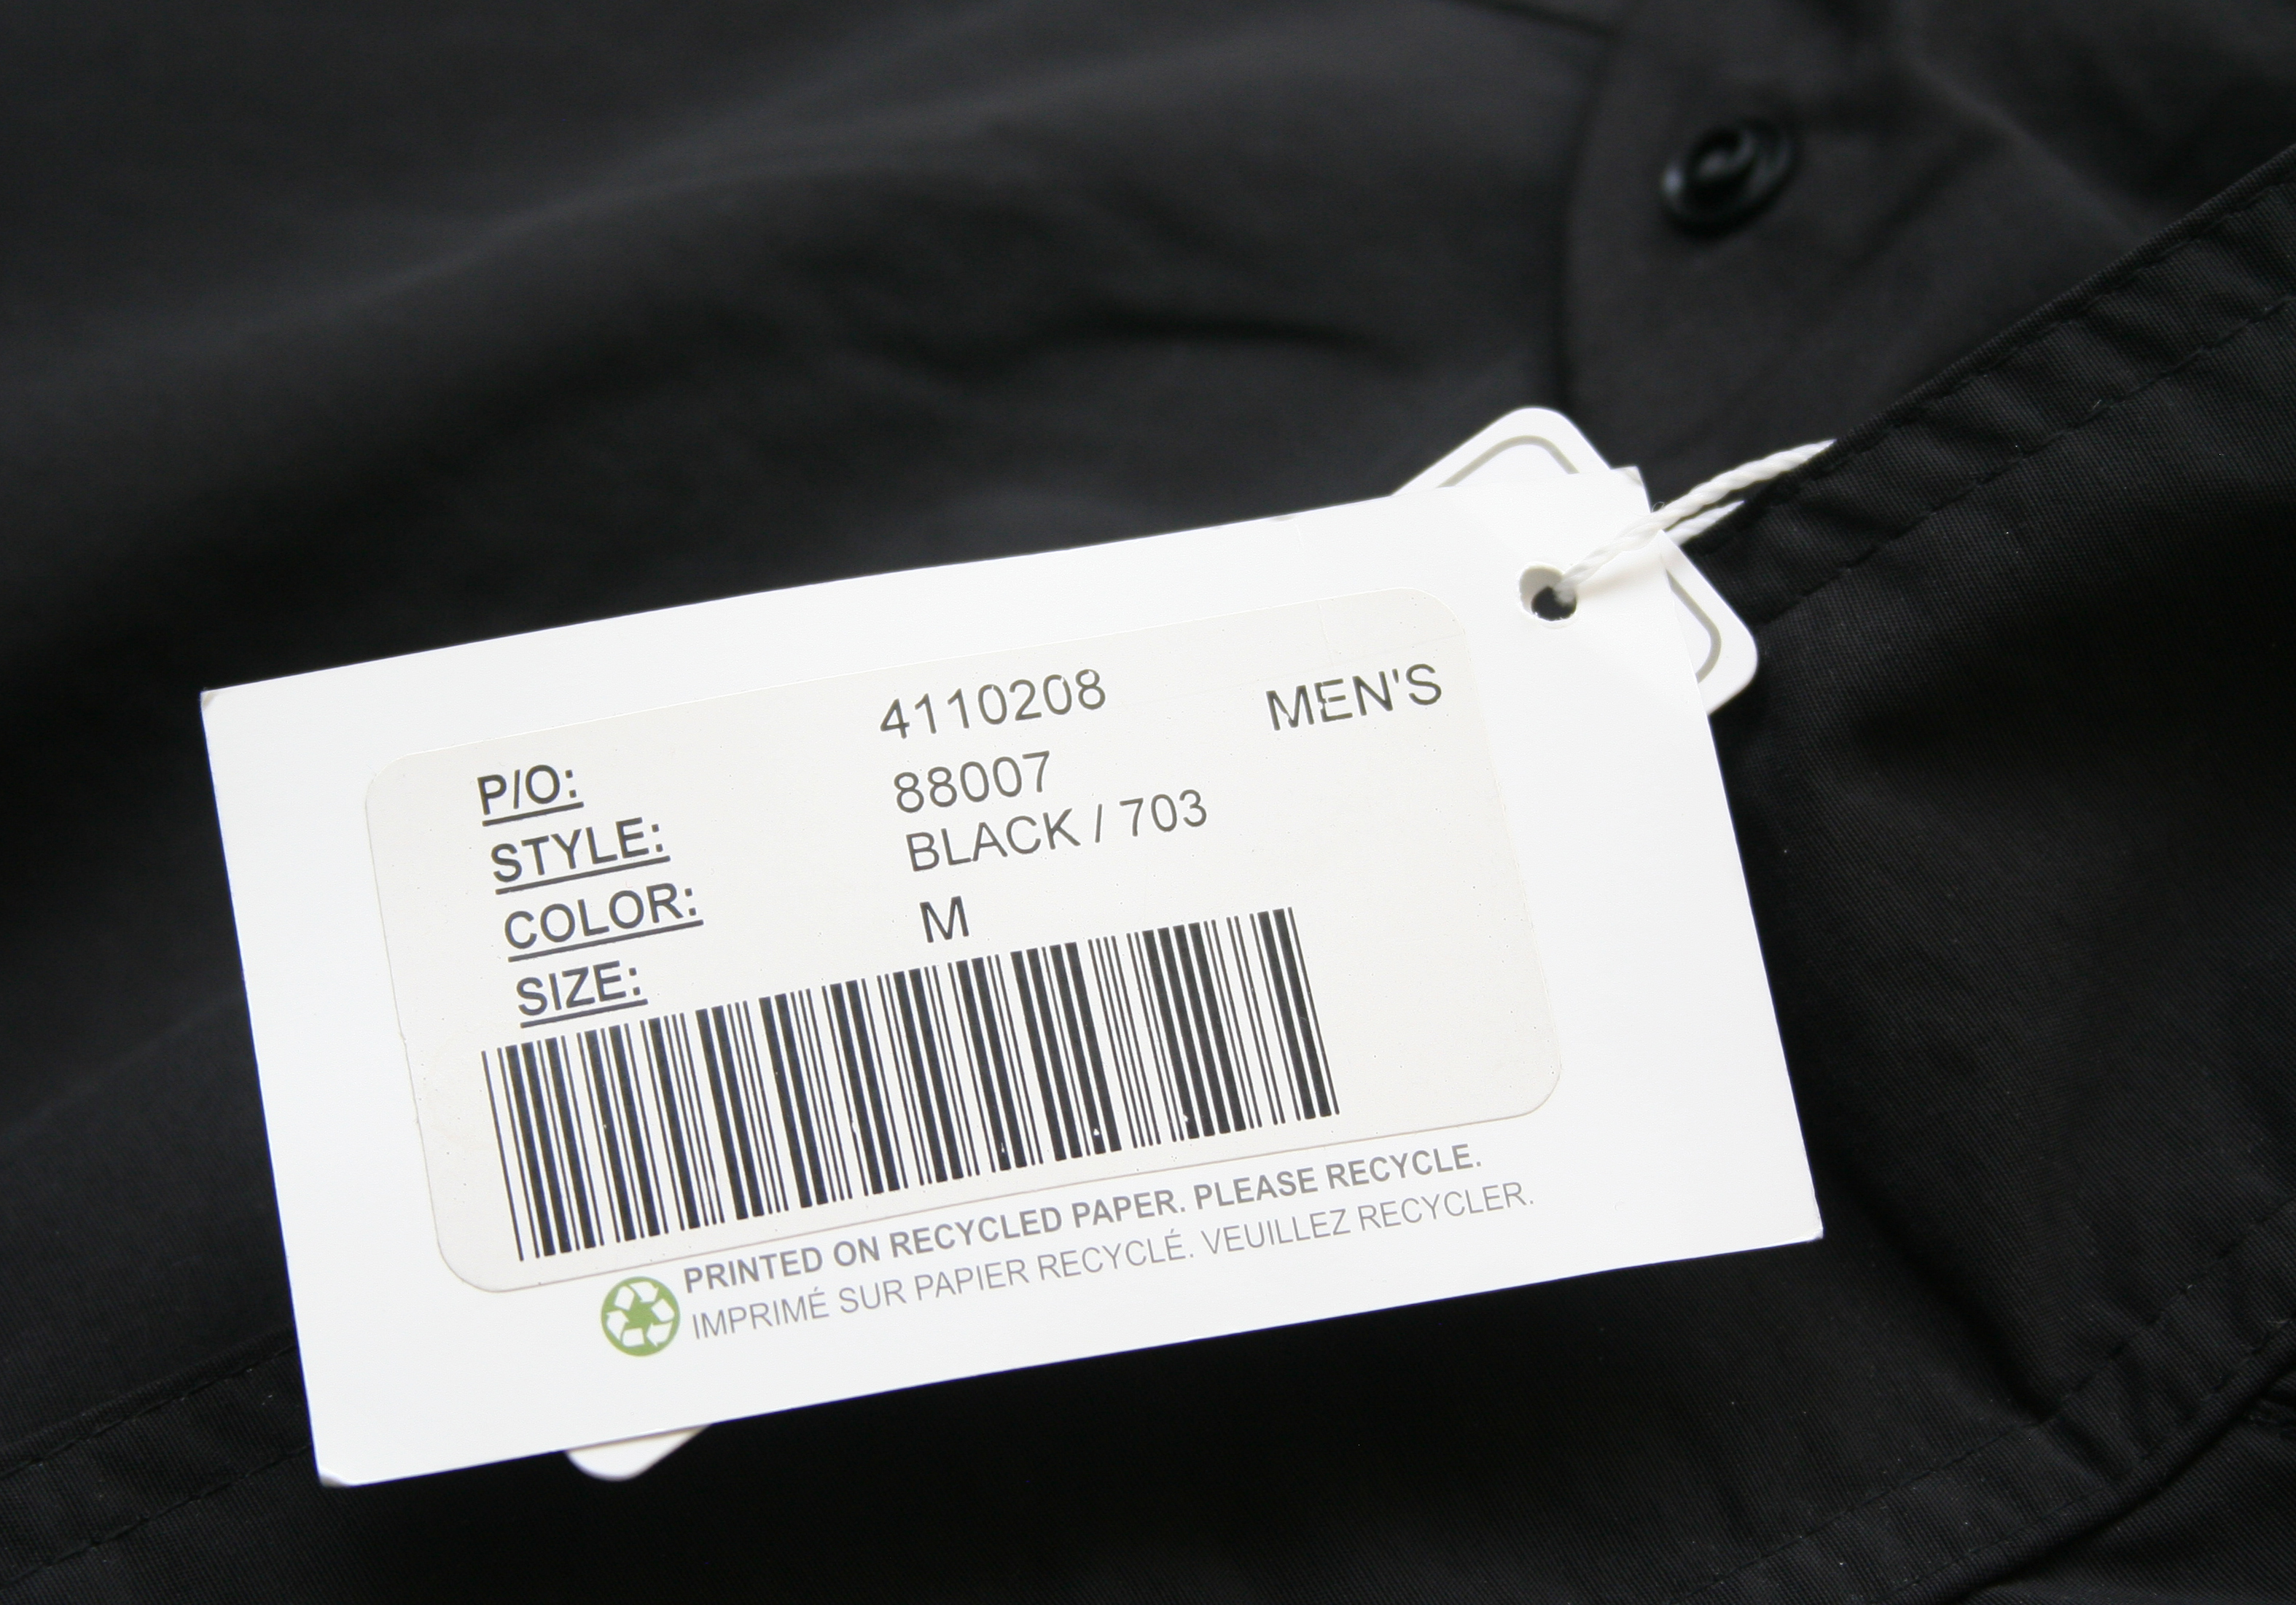 P/O: 4110208 MEN'S
STYLE: 88007
COLOR: BLACK / 703
SIZE: M
PRINTED ON RECYCLED PAPER. PLEASE RECYCLE.
IMPRIMÉ SUR PAPIER RECYCLÉ. VEUILLEZ RECYCLER.